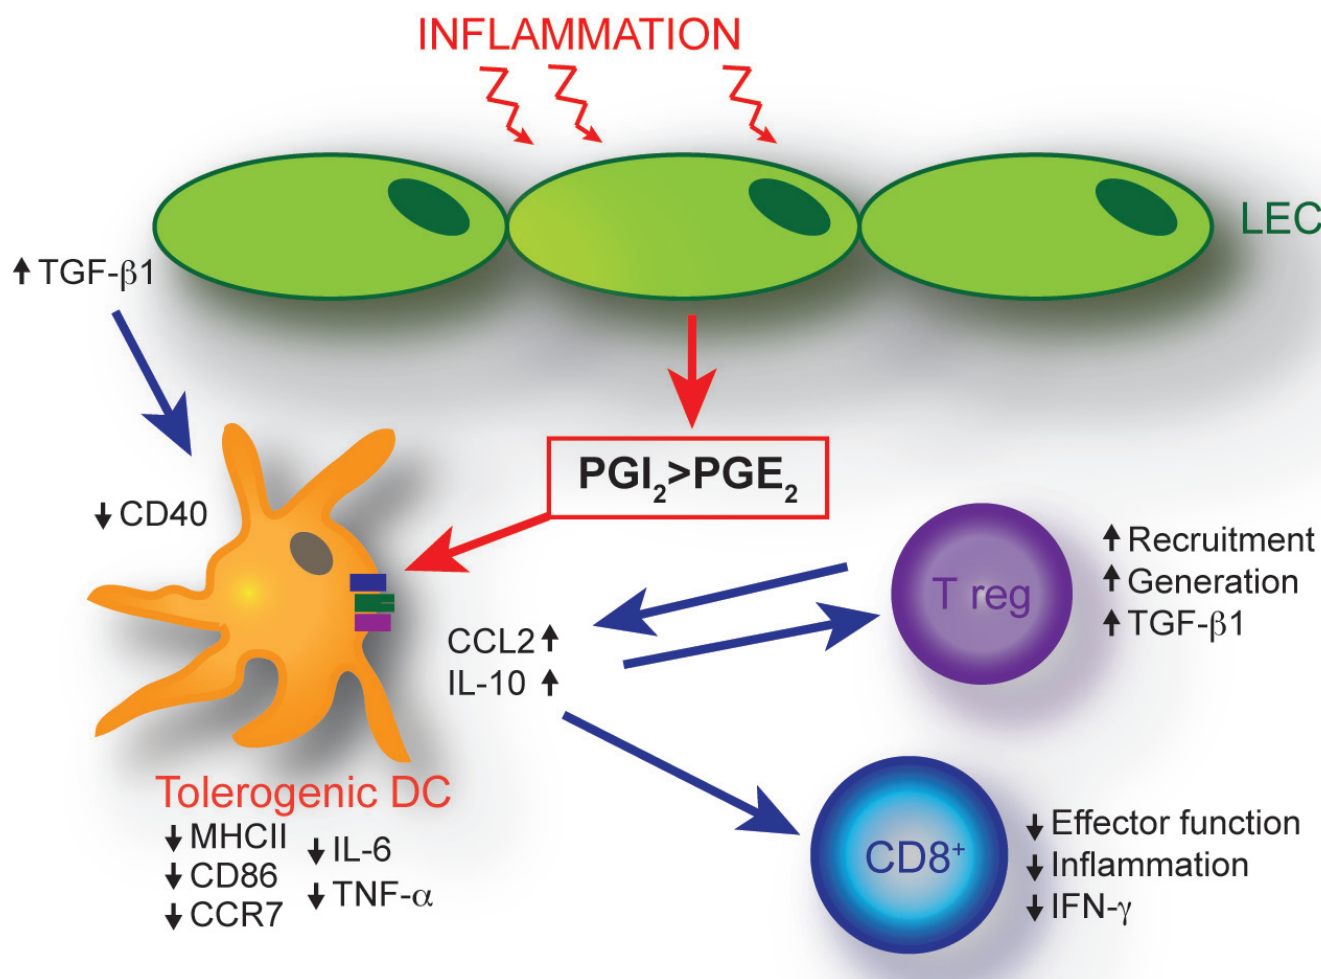 INFLAMMATION
LEC
↑ TGF-β1
PGI₂>PGE₂
↓ CD40
T reg
↑ Recruitment
↑ Generation
↑ TGF-β1
CCL2 ↑
IL-10 ↑
Tolerogenic DC
↓ MHCII
↓ CD86
↓ CCR7
↓ IL-6
↓ TNF-α
CD8⁺
↓ Effector function
↓ Inflammation
↓ IFN-γ